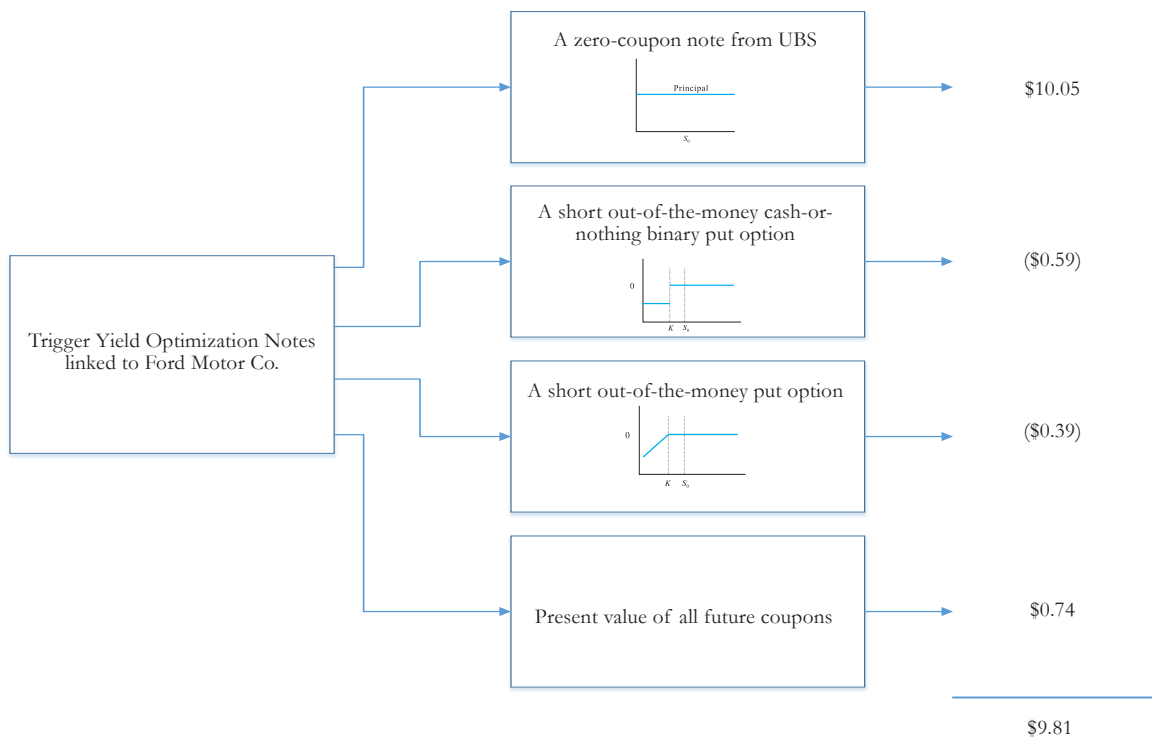 Trigger Yield Optimization Notes
linked to Ford Motor Co.
A zero-coupon note from UBS
Principal
S₀
$10.05
A short out-of-the-money cash-or-
nothing binary put option
0
K S₀
($0.59)
A short out-of-the-money put option
0
K S₀
($0.39)
Present value of all future coupons
$0.74
$9.81